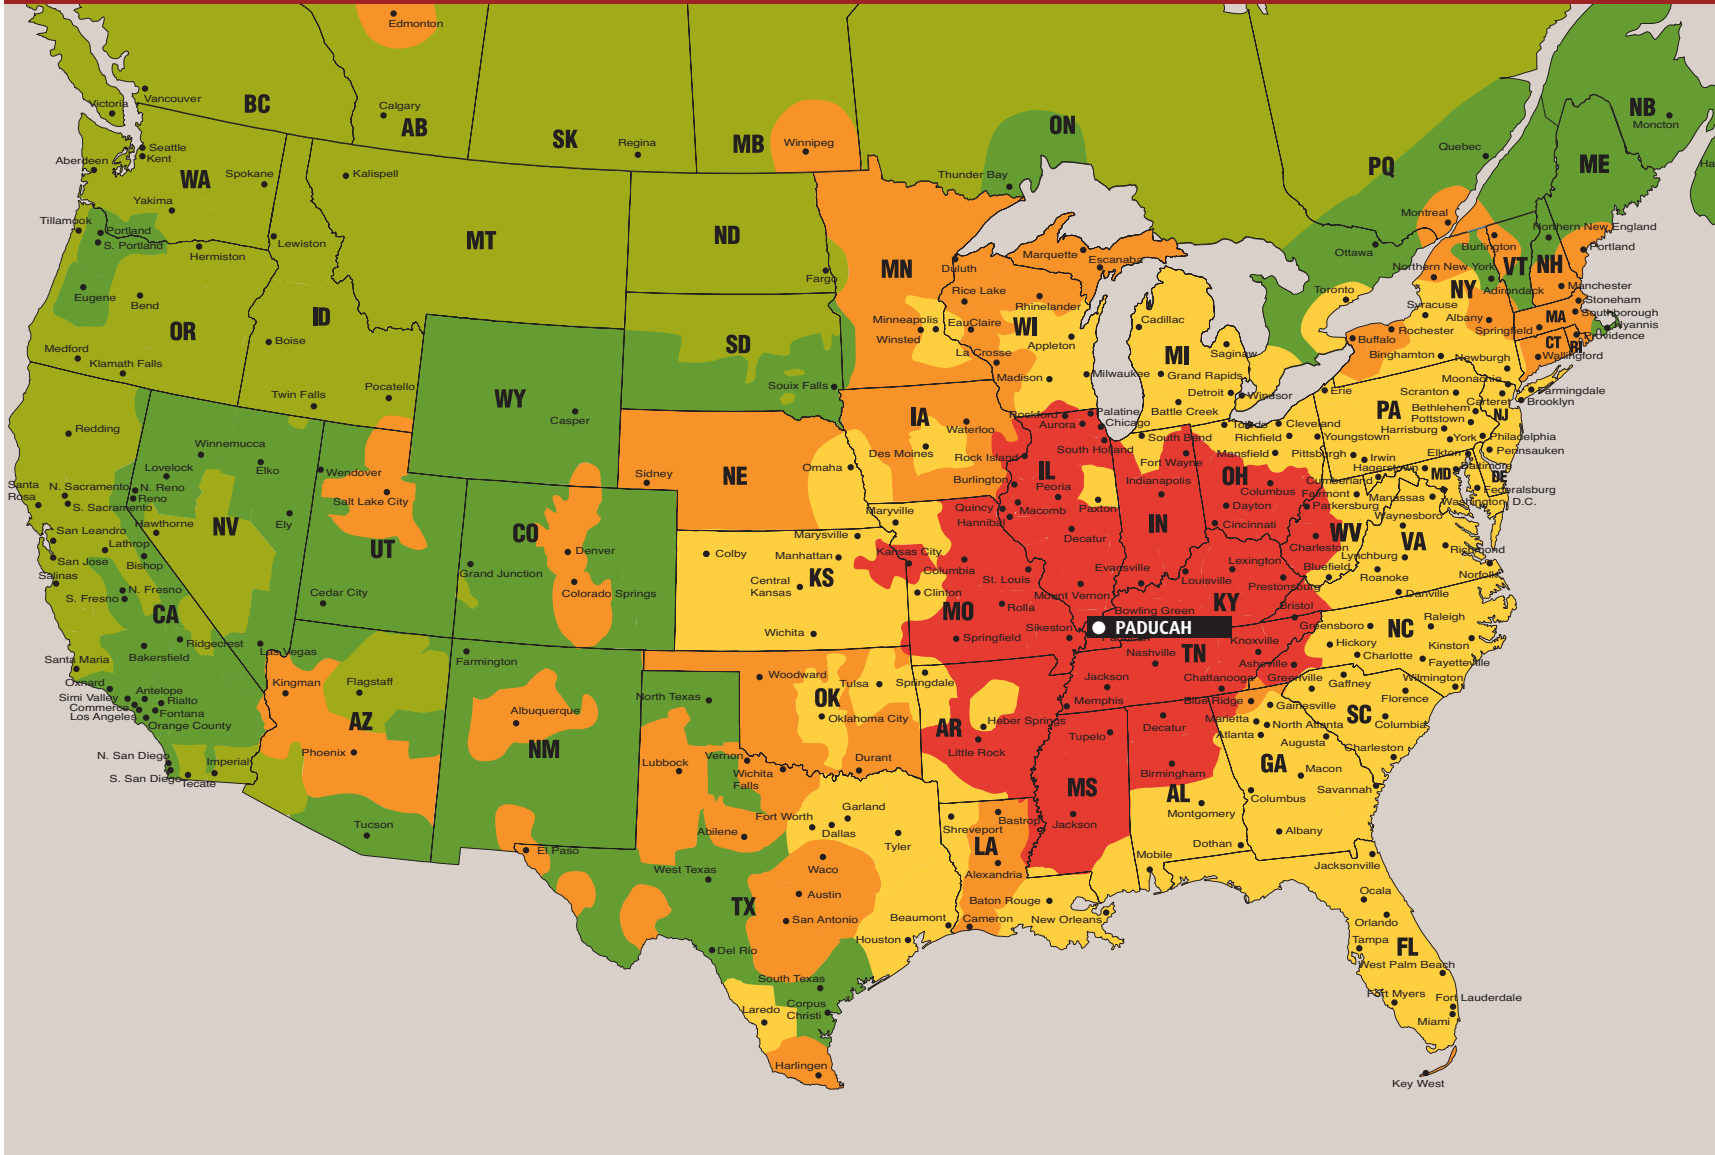 Edmonton
Victoria
Vancouver
BC
Calgary
AB
SK
Regina
MB
Winnipeg
ON
Thunder Bay
PQ
Quebec
NB
Moncton
Ha
ME
Montreal
Ottawa
Toronto
Seattle
Kent
Aberdeen
WA
Spokane
Yakima
Kalispell
Tillamook
Portland
S. Portland
Hermiston
Lewiston
MT
ND
Fargo
MN
Duluth
Marquette
Escanaba
Eugene
Bend
OR
ID
Boise
Medford
Klamath Falls
Twin Falls
Pocatello
WY
Casper
SD
Souix Falls
Minneapolis
Winsted
Rice Lake
Rhinelander
EauClaire
WI
La Crosse
Appleton
Madison
Milwaukee
Cadillac
MI
Saginaw
Grand Rapids
Detroit
Windsor
Battle Creek
Northern New England
Burlington
Portland
Northern New York
VT
NH
Adirondack
Manchester
NY
Syracuse
Stoneham
Albany
MA
Southborough
Hyannis
Rochester
Springfield
Providence
Buffalo
CT
RI
Binghamton
Newburgh
Wallingford
Moonachie
Scranton
Farmingdale
Carteret
Brooklyn
Erie
PA
Bethlehem
NJ
Pottstown
Harrisburg
York
Philadelphia
Pennsauken
Elkton
Baltimore
MD
DE
Federalsburg
Washington, D.C.
Manassas
Hagerstown
Cumberland
Irwin
Pittsburgh
Youngstown
Cleveland
Toledo
Richfield
Mansfield
OH
Columbus
Dayton
Cincinnati
Fairmont
Parkersburg
WV
Charleston
Bluefield
Waynesboro
VA
Lynchburg
Richmond
Roanoke
Norfolk
Danville
Redding
Winnemucca
Lovelock
Elko
N. Sacramento
N. Reno
Reno
Santa
Rosa
S. Sacramento
Hawthorne
NV
Ely
San Leandro
Lathrop
San Jose
Bishop
Salinas
N. Fresno
S. Fresno
CA
Ridgecrest
Bakersfield
Las Vegas
Santa Maria
Oxnard
Simi Valley
Antelope
Commerce
Rialto
Los Angeles
Fontana
Orange County
N. San Diego
Imperial
S. San Diego
Tecate
Wendover
Salt Lake City
UT
Cedar City
CO
Denver
Grand Junction
Colorado Springs
Sidney
NE
Omaha
IA
Waterloo
Des Moines
Rock Island
Burlington
Rockford
Aurora
Palatine
Chicago
South Holland
IL
Peoria
Paxton
Quincy
Macomb
Hannibal
Decatur
South Bend
Fort Wayne
Indianapolis
IN
Evansville
Maryville
Marysville
Colby
Manhattan
KS
Central
Kansas
Wichita
Kansas City
Columbia
Clinton
St. Louis
MO
Rolla
Springfield
Sikeston
Mount Vernon
Lexington
Louisville
Prestonsburg
KY
Bowling Green
Bristol
PADUCAH
Paducah
Nashville
TN
Knoxville
Asheville
Jackson
Chattanooga
Memphis
Greensboro
NC
Raleigh
Hickory
Kinston
Charlotte
Fayetteville
Greenville
Gaffney
Wilmington
Florence
SC
Columbia
Charleston
Blue Ridge
Gainesville
Marietta
North Atlanta
Atlanta
Augusta
GA
Macon
Columbus
Savannah
Albany
Kingman
Flagstaff
AZ
Phoenix
Tucson
Farmington
Albuquerque
NM
North Texas
Woodward
Tulsa
OK
Oklahoma City
Durant
Springdale
AR
Heber Springs
Little Rock
Tupelo
MS
Jackson
Decatur
Birmingham
AL
Montgomery
Dothan
Mobile
Lubbock
Vernon
Wichita
Falls
Abilene
Fort Worth
Garland
Dallas
Tyler
El Paso
West Texas
Waco
TX
Austin
San Antonio
Del Rio
South Texas
Corpus
Christi
Laredo
Harlingen
Beaumont
Houston
Shreveport
Bastrop
LA
Alexandria
Baton Rouge
Cameron
New Orleans
Jacksonville
Ocala
Orlando
Tampa
FL
West Palm Beach
Fort Myers
Fort Lauderdale
Miami
Key West